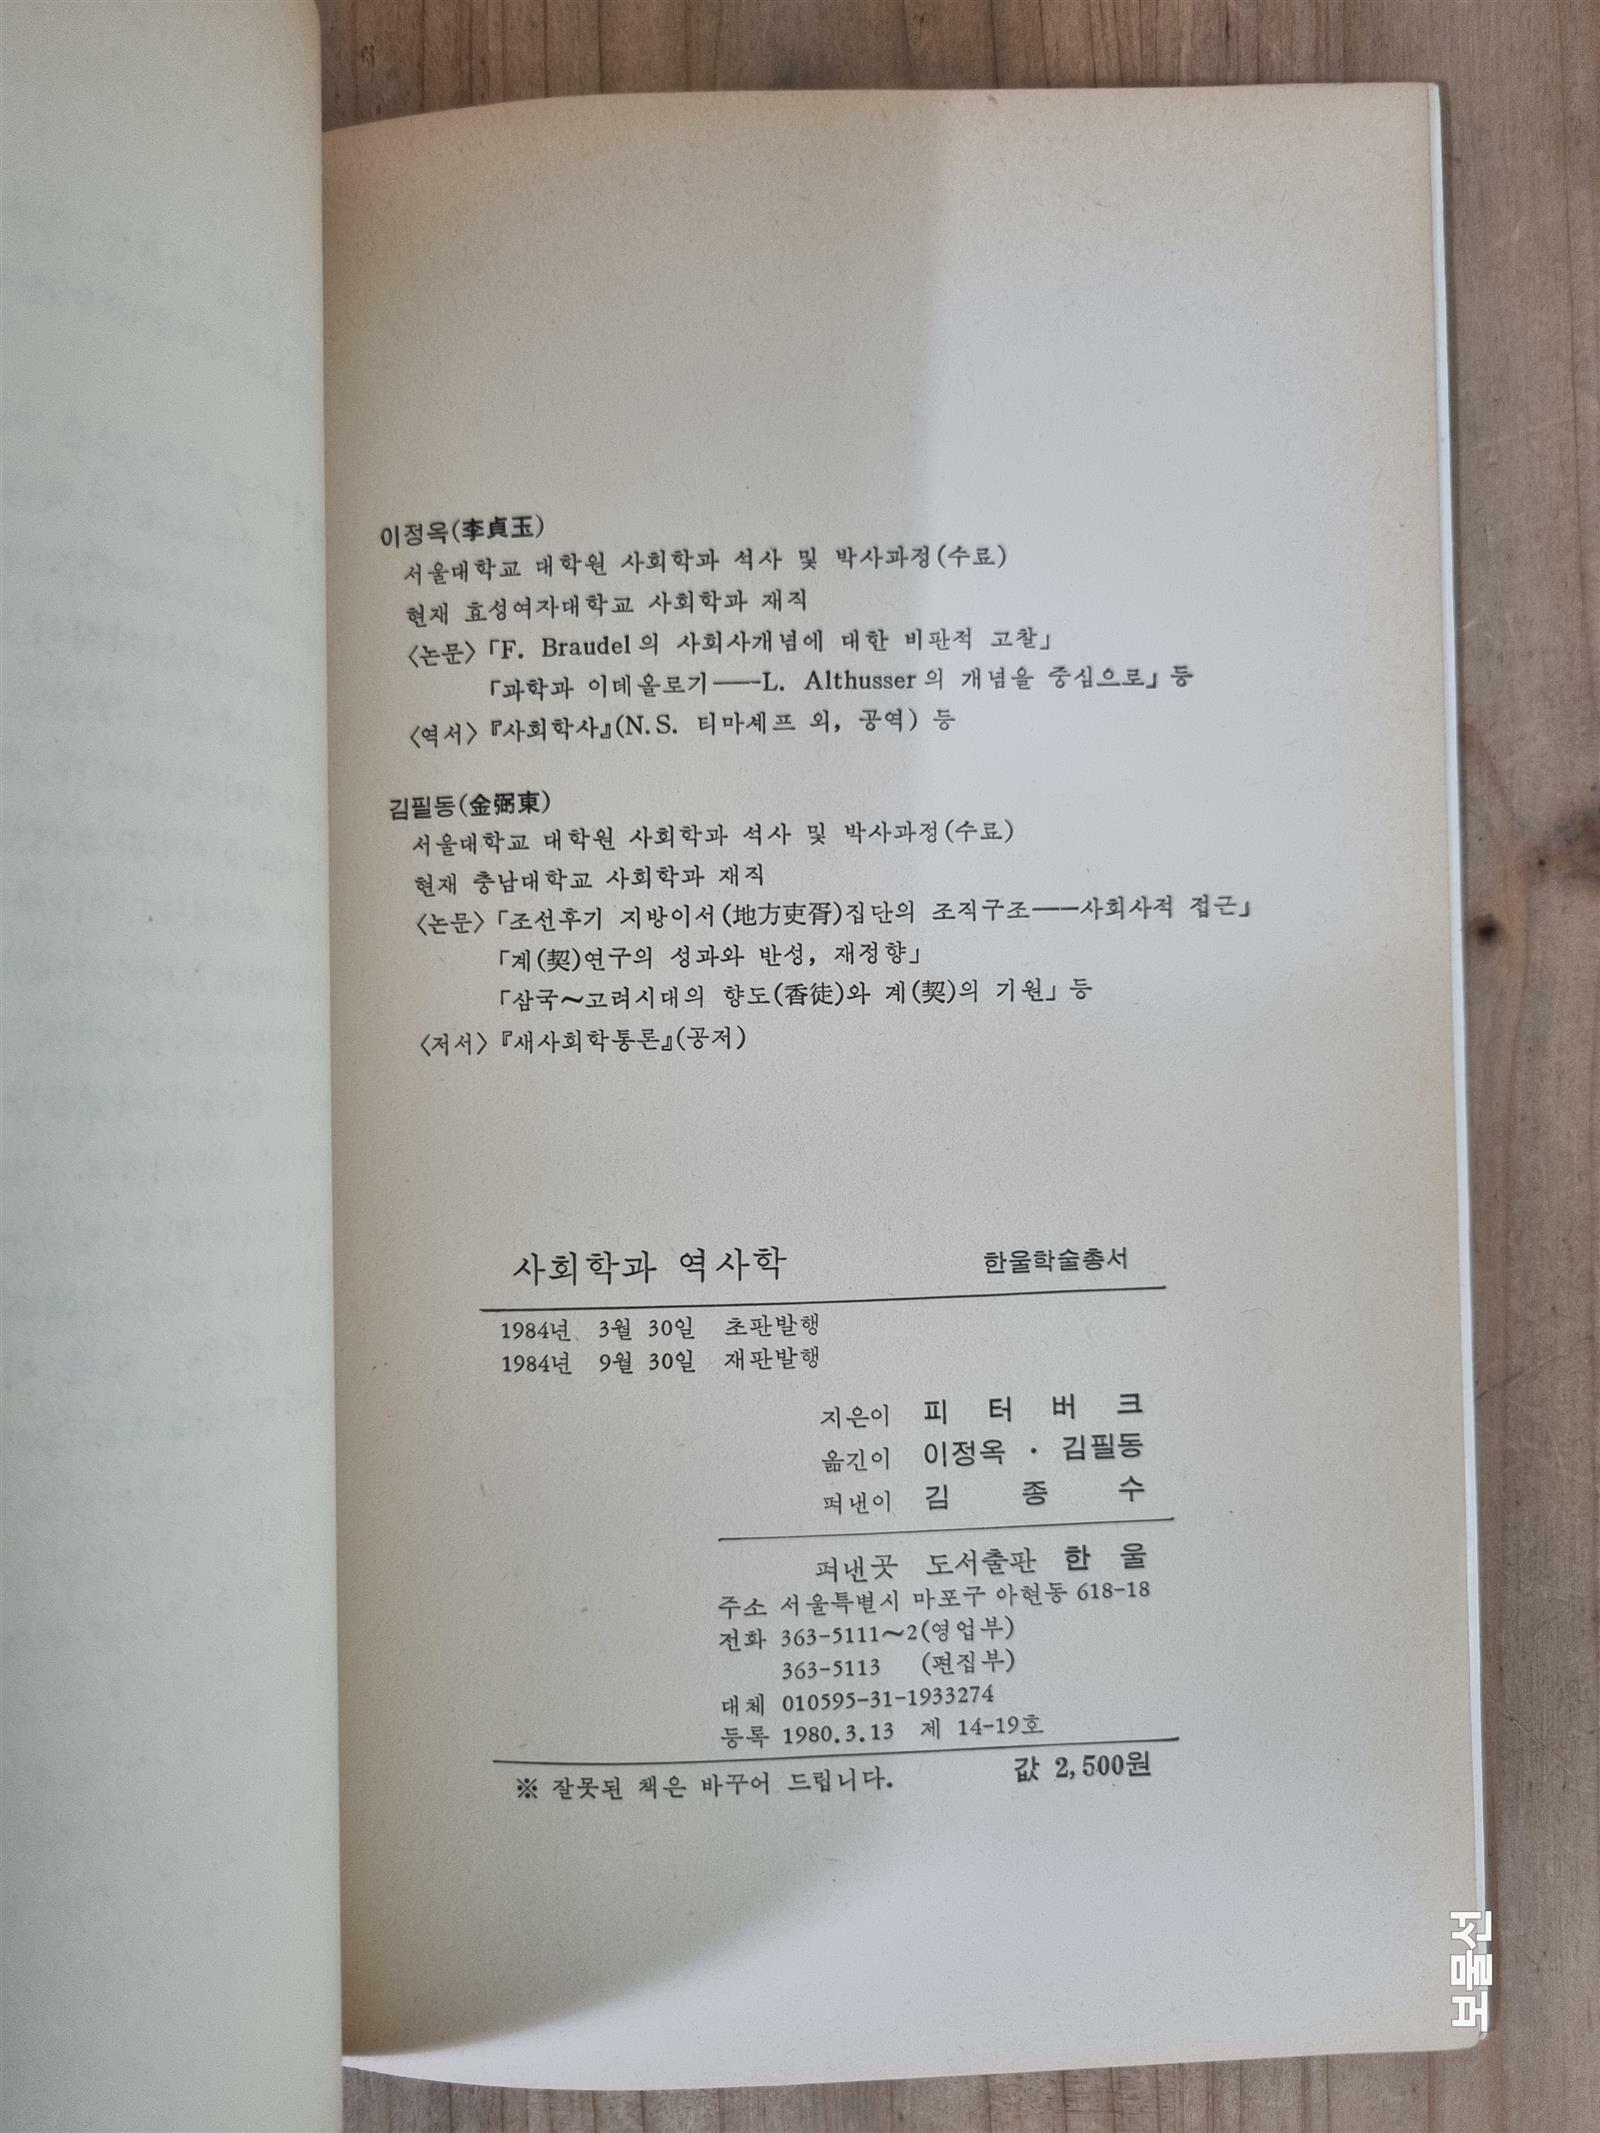 이정옥(李貞玉)
서울대학교 대학원 사회학과 석사 및 박사과정(수료)
현재 효성여자대학교 사회학과 재직
〈논문〉「F. Braudel의 사회사개념에 대한 비판적 고찰」
「과학과 이데올로기――L. Althusser의 개념을 중심으로」 등
〈역서〉『사회학사』(N.S. 티마셰프 외, 공역) 등
김필동(金弼東)
서울대학교 대학원 사회학과 석사 및 박사과정(수료)
현재 충남대학교 사회학과 재직
〈논문〉「조선후기 지방이서(地方吏胥)집단의 조직구조――사회사적 접근」
「계(契)연구의 성과와 반성, 재정향」
「삼국~고려시대의 향도(香徒)와 계(契)의 기원」 등
〈저서〉『새사회학통론』(공저)
사회학과 역사학 한울학술총서
1984년 3월 30일 초판발행
1984년 9월 30일 재판발행
지은이 피 터 버 크
옮긴이 이정옥 · 김필동
펴낸이 김 종 수
펴낸곳 도서출판 한 울
주소 서울특별시 마포구 아현동 618-18
전화 363-5111~2(영업부)
363-5113 (편집부)
대체 010595-31-1933274
등록 1980.3.13 제 14-19호
※ 잘못된 책은 바꾸어 드립니다. 값 2,500원
보물선